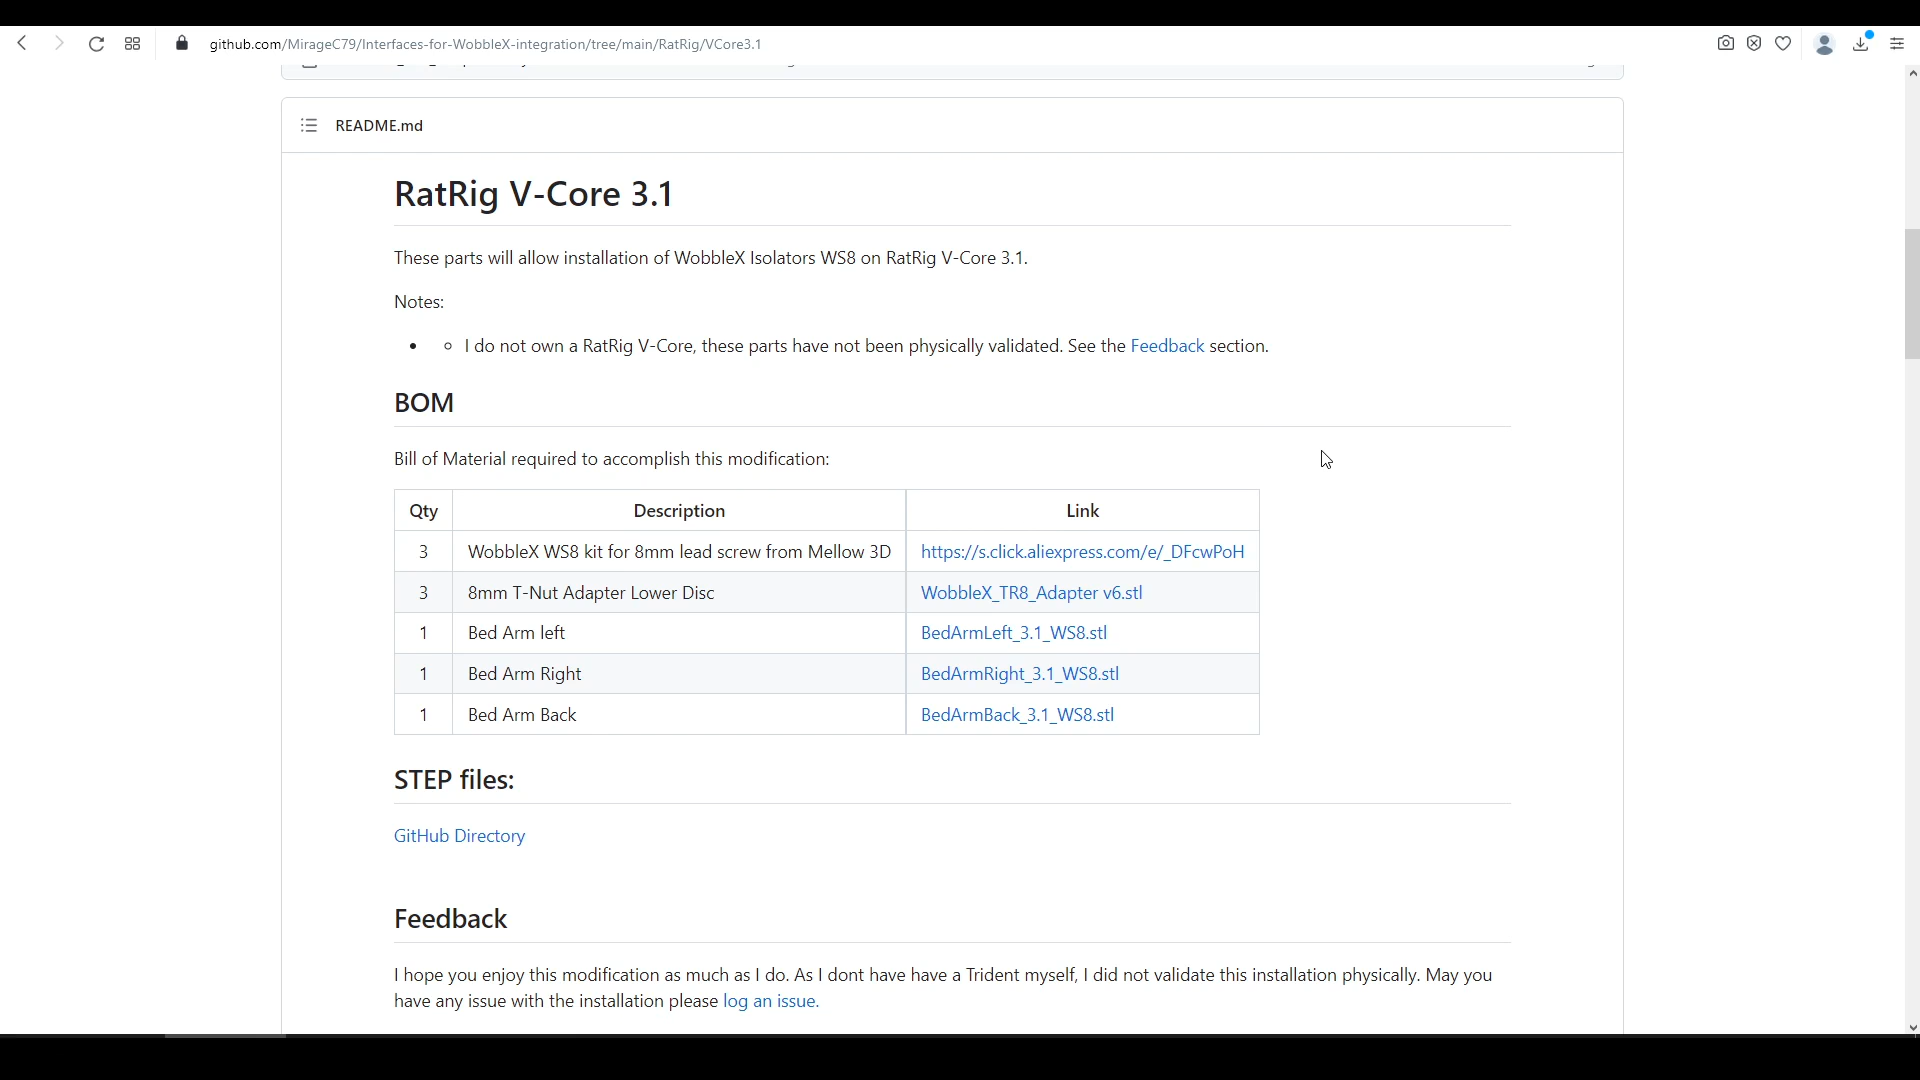 github.com/MirageC79/Interfaces-for-WobbleX-integration/tree/main/RatRig/VCore3.1
README.md
RatRig V-Core 3.1
These parts will allow installation of WobbleX Isolators WS8 on RatRig V-Core 3.1.
Notes:
I do not own a RatRig V-Core, these parts have not been physically validated. See the Feedback section.
BOM
Bill of Material required to accomplish this modification:
Qty Description Link
3 WobbleX WS8 kit for 8mm lead screw from Mellow 3D https://s.click.aliexpress.com/e/_DFcwPoH
3 8mm T-Nut Adapter Lower Disc WobbleX_TR8_Adapter v6.stl
1 Bed Arm left BedArmLeft_3.1_WS8.stl
1 Bed Arm Right BedArmRight_3.1_WS8.stl
1 Bed Arm Back BedArmBack_3.1_WS8.stl
STEP files:
GitHub Directory
Feedback
I hope you enjoy this modification as much as I do. As I dont have have a Trident myself, I did not validate this installation physically. May you
have any issue with the installation please log an issue.